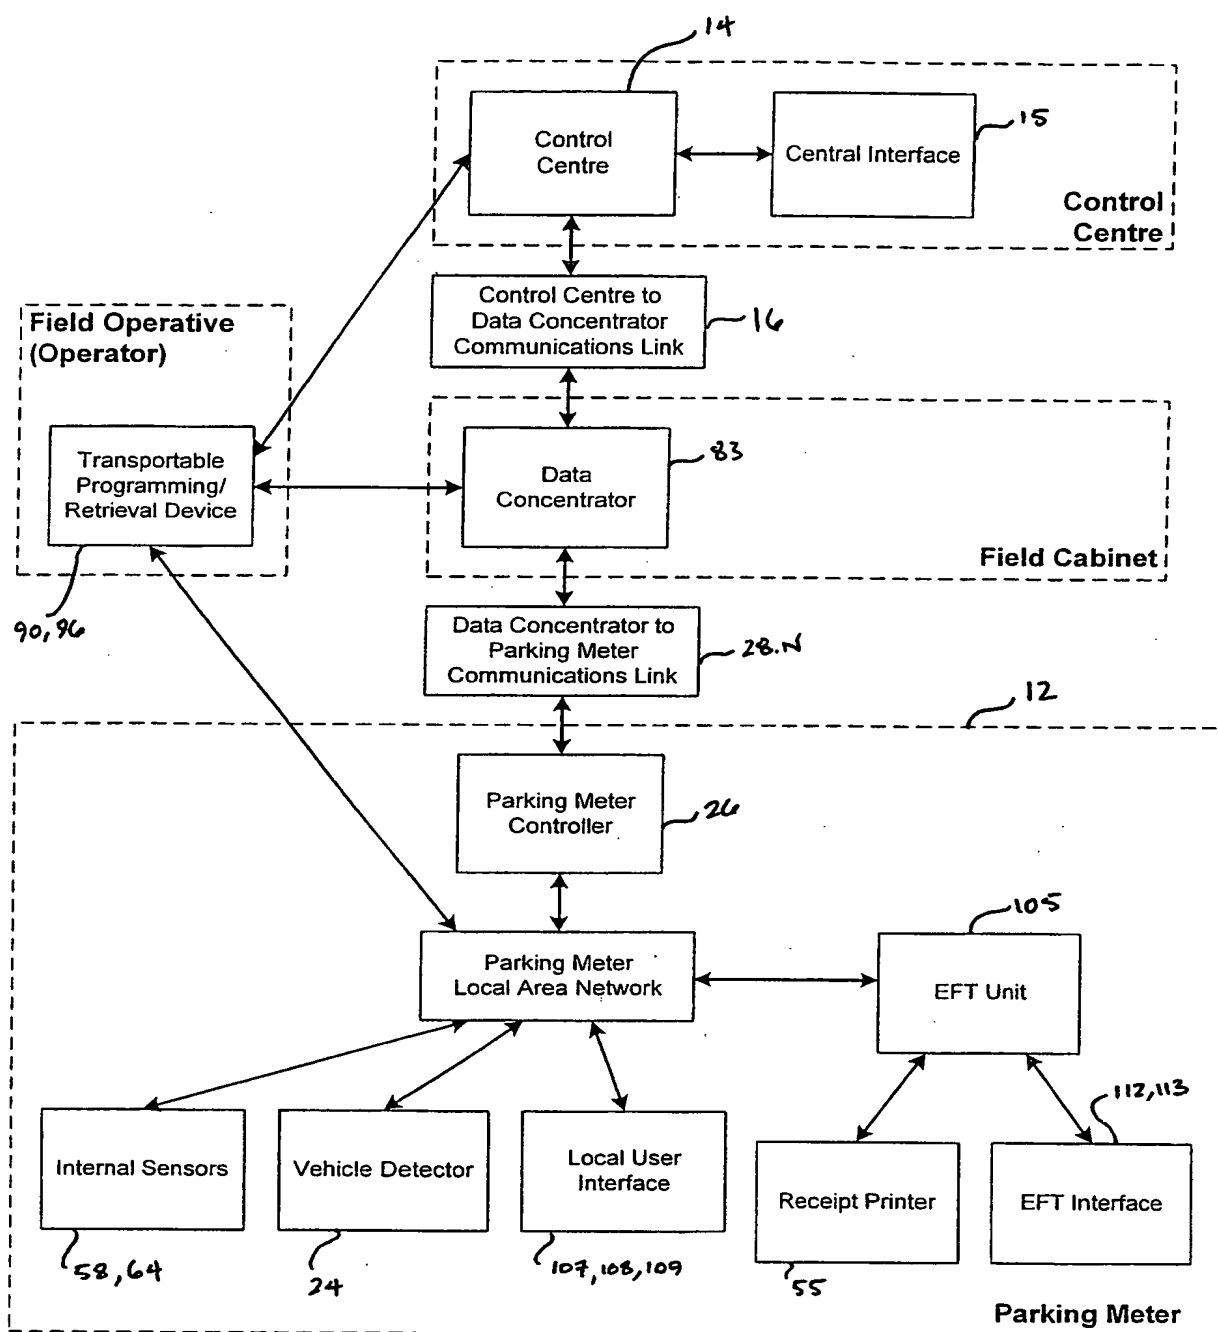 14
Control
Centre
Central Interface
15
Control
Centre
Control Centre to
Data Concentrator
Communications Link
16
Field Operative
(Operator)
Transportable
Programming/
Retrieval Device
90,96
Data
Concentrator
83
Field Cabinet
Data Concentrator to
Parking Meter
Communications Link
28.N
12
Parking Meter
Controller
26
Parking Meter
Local Area Network
105
EFT Unit
112,113
Internal Sensors
Vehicle Detector
Local User
Interface
Receipt Printer
EFT Interface
58,64
24
107,108,109
55
Parking Meter